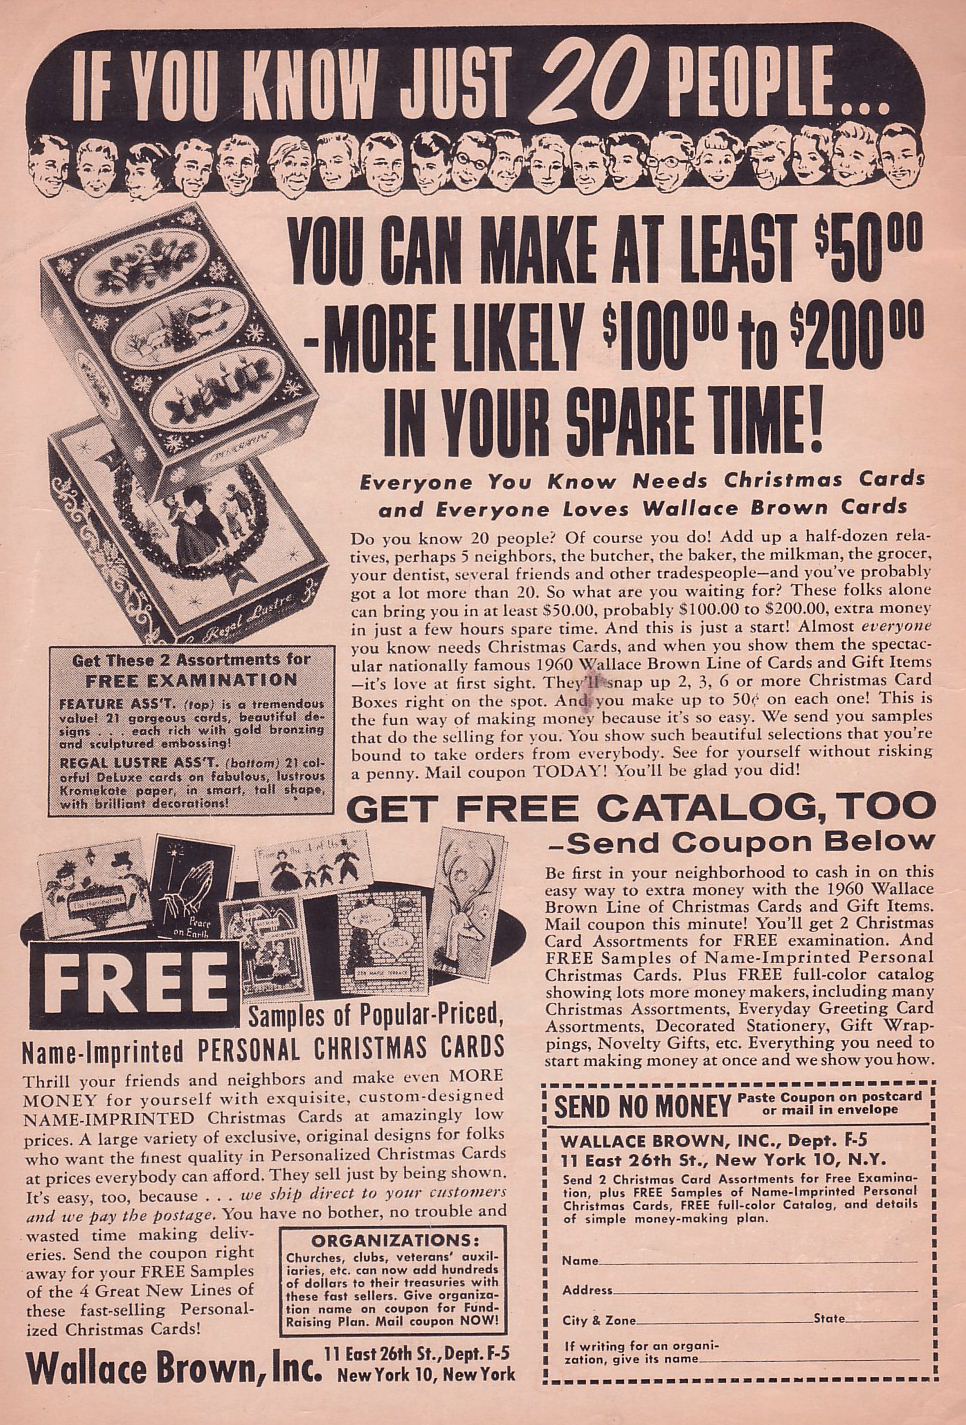 IF YOU KNOW JUST 20 PEOPLE...
YOU CAN MAKE AT LEAST $50.00
-MORE LIKELY $100.00 to $200.00
IN YOUR SPARE TIME!
Everyone You Know Needs Christmas Cards
and Everyone Loves Wallace Brown Cards
Do you know 20 people? Of course you do! Add up a half-dozen rela-
tives, perhaps 5 neighbors, the butcher, the baker, the milkman, the grocer,
your dentist, several friends and other tradespeople—and you've probably
got a lot more than 20. So what are you waiting for? These folks alone
can bring you in at least $50.00, probably $100.00 to $200.00, extra money
in just a few hours spare time. And this is just a start! Almost everyone
you know needs Christmas Cards, and when you show them the spectac-
ular nationally famous 1960 Wallace Brown Line of Cards and Gift Items
—it's love at first sight. They'll snap up 2, 3, 6 or more Christmas Card
Boxes right on the spot. And you make up to 50¢ on each one! This is
the fun way of making money because it's so easy. We send you samples
that do the selling for you. You show such beautiful selections that you're
bound to take orders from everybody. See for yourself without risking
a penny. Mail coupon TODAY! You'll be glad you did!
Regal Lustre
Get These 2 Assortments for
FREE EXAMINATION
FEATURE ASS'T. (top) is a tremendous
value! 21 gorgeous cards, beautiful de-
signs . . . each rich with gold bronzing
and sculptured embossing!
REGAL LUSTRE ASS'T. (bottom) 21 col-
orful DeLuxe cards on fabulous, lustrous
Kromekote paper, in smart, tall shape,
with brilliant decorations!
GET FREE CATALOG, TOO
-Send Coupon Below
Be first in your neighborhood to cash in on this
easy way to extra money with the 1960 Wallace
Brown Line of Christmas Cards and Gift Items.
Mail coupon this minute! You'll get 2 Christmas
Card Assortments for FREE examination. And
FREE Samples of Name-Imprinted Personal
Christmas Cards. Plus FREE full-color catalog
showing lots more money makers, including many
Christmas Assortments, Everyday Greeting Card
Assortments, Decorated Stationery, Gift Wrap-
pings, Novelty Gifts, etc. Everything you need to
start making money at once and we show you how.
The Harringtons
Peace
on Earth
From the 4 of Us
FREE
Samples of Popular-Priced,
Name-Imprinted PERSONAL CHRISTMAS CARDS
Thrill your friends and neighbors and make even MORE
MONEY for yourself with exquisite, custom-designed
NAME-IMPRINTED Christmas Cards at amazingly low
prices. A large variety of exclusive, original designs for folks
who want the finest quality in Personalized Christmas Cards
at prices everybody can afford. They sell just by being shown.
It's easy, too, because . . . we ship direct to your customers
and we pay the postage. You have no bother, no trouble and
wasted time making deliv-
eries. Send the coupon right
away for your FREE Samples
of the 4 Great New Lines of
these fast-selling Personal-
ized Christmas Cards!
ORGANIZATIONS:
Churches, clubs, veterans' auxil-
iaries, etc. can now add hundreds
of dollars to their treasuries with
these fast sellers. Give organiza-
tion name on coupon for Fund-
Raising Plan. Mail coupon NOW!
Wallace Brown, Inc. 11 East 26th St., Dept. F-5
New York 10, New York
SEND NO MONEY Paste Coupon on postcard
or mail in envelope
WALLACE BROWN, INC., Dept. F-5
11 East 26th St., New York 10, N.Y.
Send 2 Christmas Card Assortments for Free Examina-
tion, plus FREE Samples of Name-Imprinted Personal
Christmas Cards, FREE full-color Catalog, and details
of simple money-making plan.
Name
Address
City & Zone State
If writing for an organi-
zation, give its name